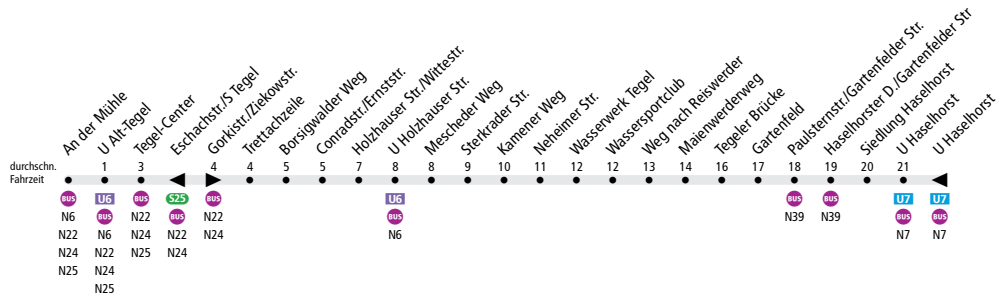 An der Mühle
U Alt-Tegel
Tegel-Center
Eschachstr./S Tegel
Gorkistr./Ziekowstr.
Trettachzeile
Borsigwalder Weg
Conradstr./Ernststr.
Holzhauser Str./Wittestr.
U Holzhauser Str.
Mescheder Weg
Sterkrader Str.
Kamener Weg
Neheimer Str.
Wasserwerk Tegel
Wassersportclub
Weg nach Reiswerder
Maienwerderweg
Tegeler Brücke
Gartenfeld
Paulsternstr./Gartenfelder Str.
Haselhorster D./Gartenfelder Str
Siedlung Haselhorst
U Haselhorst
U Haselhorst
durchschn. 1 3 4 4 5 5 7 8 8 9 10 11 12 12 13 14 16 17 18 19 20 21
Fahrzeit
BUS U6 BUS S25 BUS U6 BUS BUS U7 U7
N6 BUS N22 BUS N22 BUS N39 N39 BUS BUS
N22 N6 N24 N22 N24 N6 N7 N7
N24 N22 N25 N24
N25 N24
N25